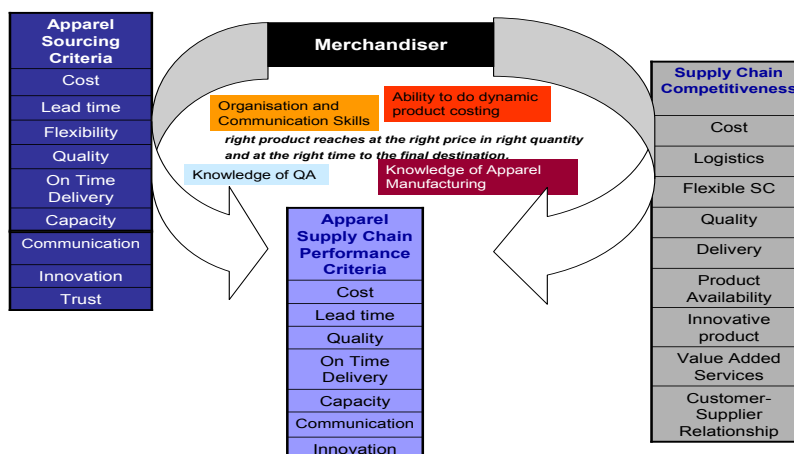 Apparel
Sourcing
Criteria
Cost
Lead time
Flexibility
Quality
On Time
Delivery
Capacity
Communication
Innovation
Trust
Merchandiser
Organisation and
Communication Skills
Ability to do dynamic
product costing
right product reaches at the right price in right quantity
and at the right time to the final destination.
Knowledge of QA
Knowledge of Apparel
Manufacturing
Apparel
Supply Chain
Performance
Criteria
Cost
Lead time
Quality
On Time
Delivery
Capacity
Communication
Innovation
Supply Chain
Competitiveness
Cost
Logistics
Flexible SC
Quality
Delivery
Product
Availability
Innovative
product
Value Added
Services
Customer-
Supplier
Relationship